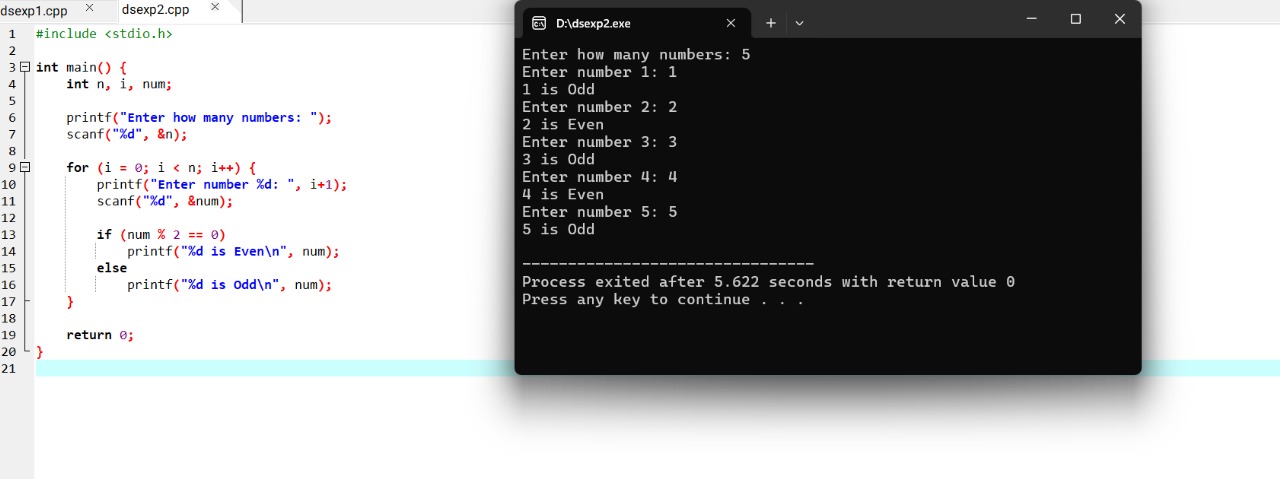 dsexp1.cpp
dsexp2.cpp
1 #include <stdio.h>
2
3 int main() {
4     int n, i, num;
5
6     printf("Enter how many numbers: ");
7     scanf("%d", &n);
8
9     for (i = 0; i < n; i++) {
10         printf("Enter number %d: ", i+1);
11         scanf("%d", &num);
12
13         if (num % 2 == 0)
14             printf("%d is Even\n", num);
15         else
16             printf("%d is Odd\n", num);
17     }
18
19     return 0;
20 }
21
D:\dsexp2.exe
Enter how many numbers: 5
Enter number 1: 1
1 is Odd
Enter number 2: 2
2 is Even
Enter number 3: 3
3 is Odd
Enter number 4: 4
4 is Even
Enter number 5: 5
5 is Odd
--------------------------------
Process exited after 5.622 seconds with return value 0
Press any key to continue . . .